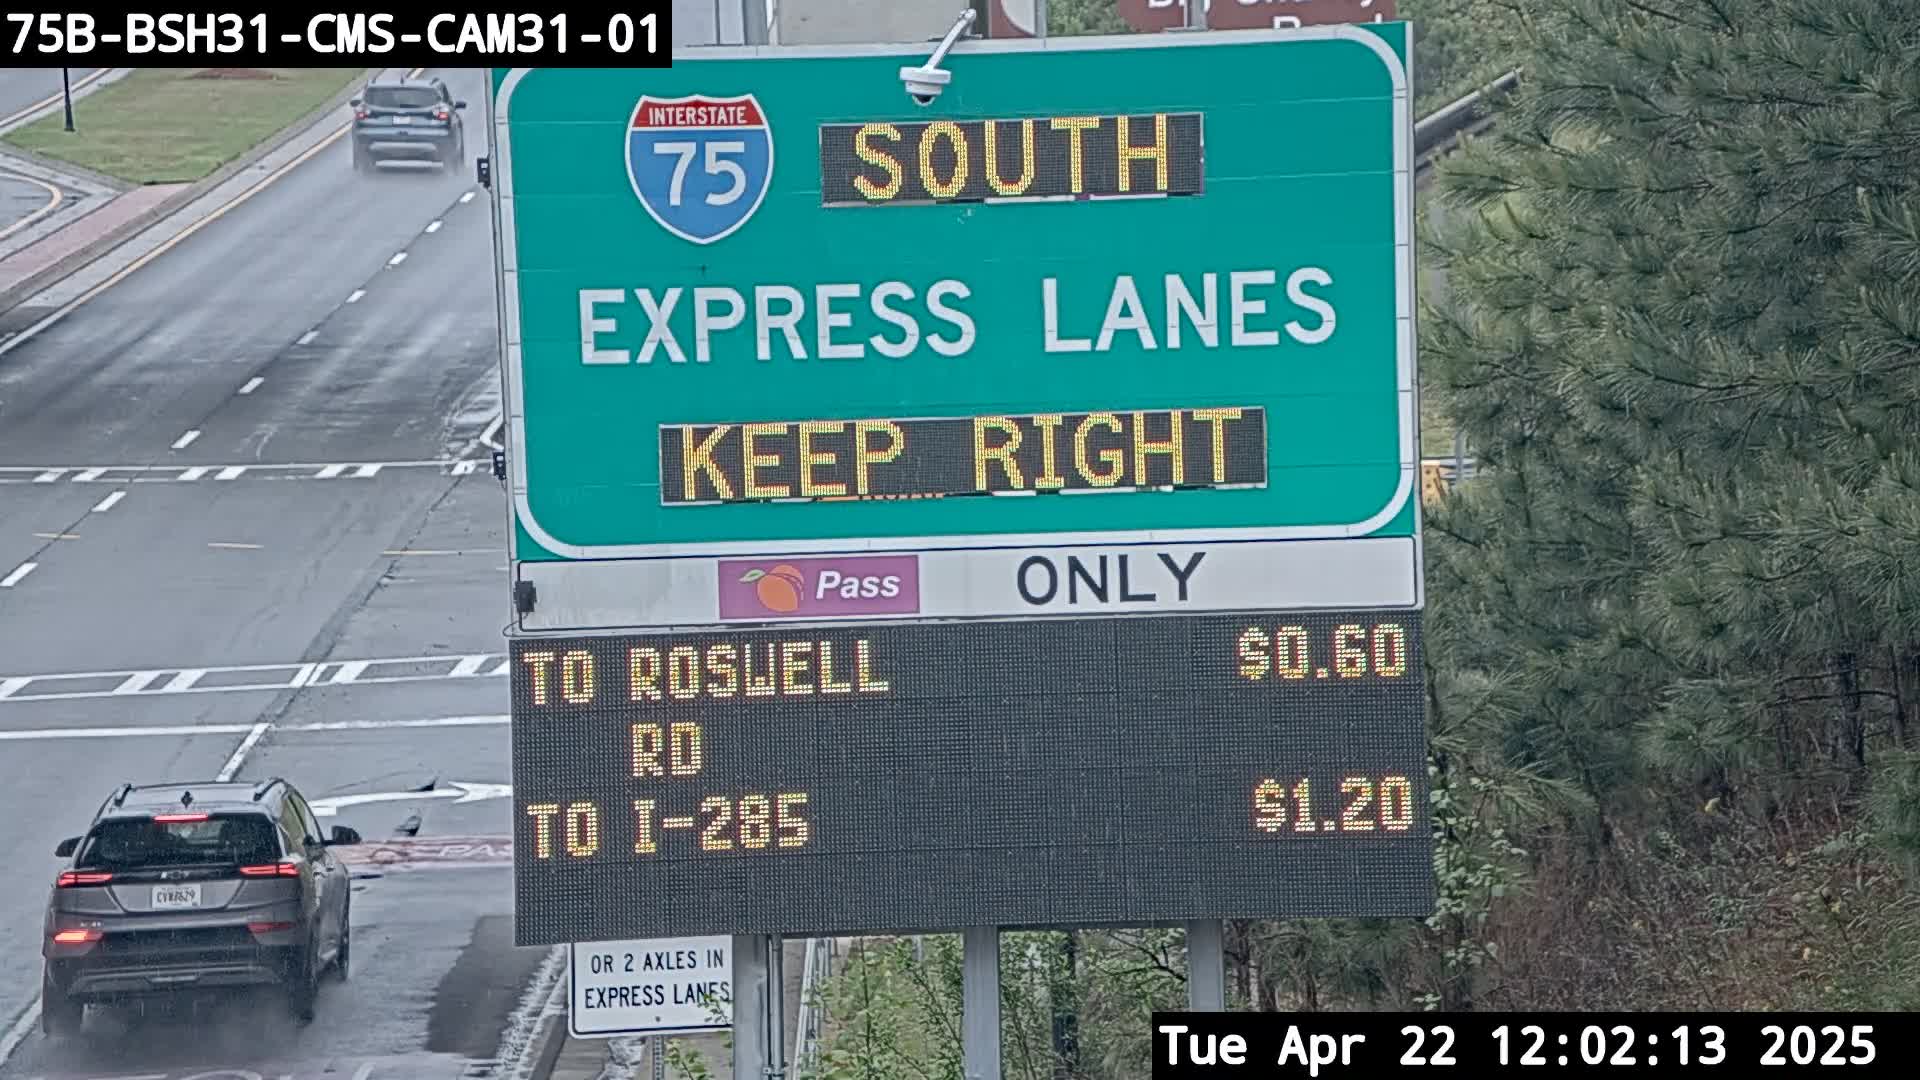 75B-BSH31-CMS-CAM31-01
INTERSTATE
75
SOUTH
EXPRESS LANES
KEEP RIGHT
Pass ONLY
TO ROSWELL $0.60
RD
TO I-285 $1.20
OR 2 AXLES IN
EXPRESS LANES
Tue Apr 22 12:02:13 2025